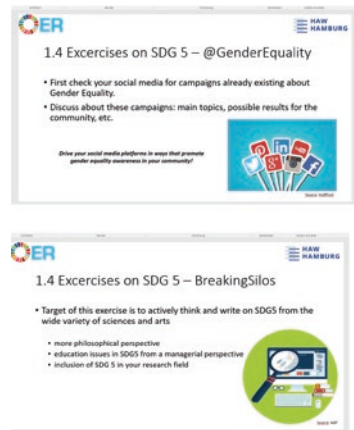 OER
HAW
HAMBURG
1.4 Excercises on SDG 5 – @GenderEquality
• First check your social media for campaigns already existing about
Gender Equality.
• Discuss about these campaigns: main topics, possible results for the
community, etc.
Drive your social media platforms in ways that promote
gender equality awareness in your community!
OER
HAW
HAMBURG
1.4 Excercises on SDG 5 – BreakingSilos
• Target of this exercise is to actively think and write on SDG5 from the
wide variety of sciences and arts
• more philosophical perspective
• education issues in SDG5 from a managerial perspective
• inclusion of SDG 5 in your research field